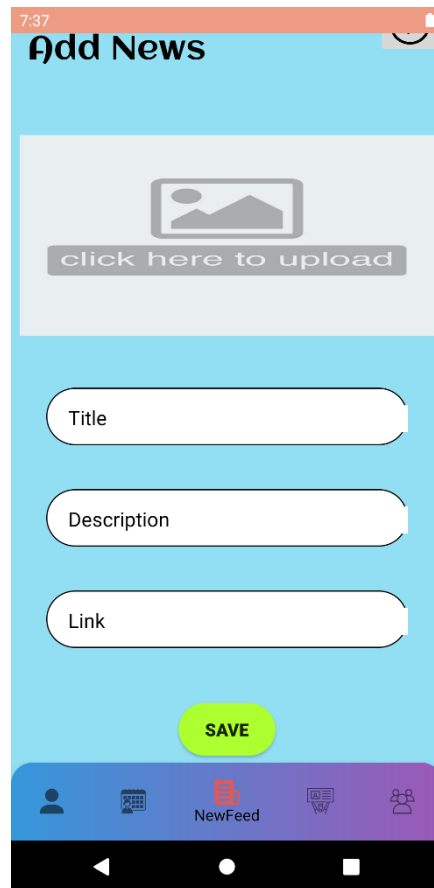 7:37
Add News
click here to upload
Title
Description
Link
SAVE
NewFeed